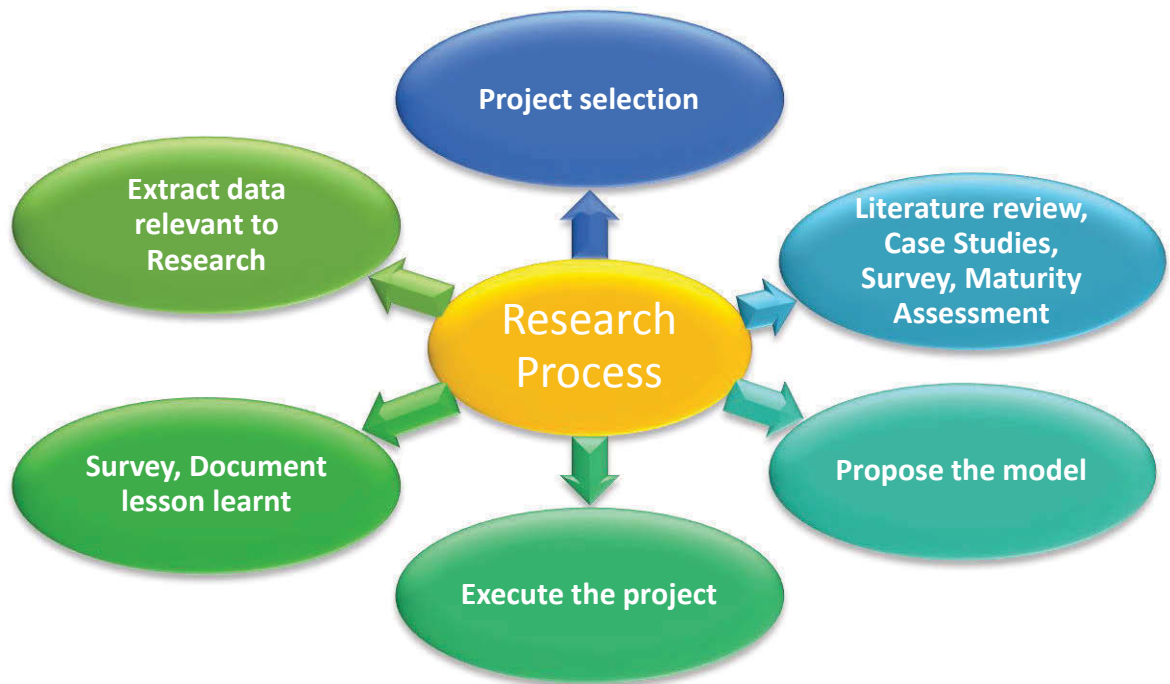 Project selection
Extract data
relevant to
Research
Literature review,
Case Studies,
Survey, Maturity
Assessment
Research
Process
Survey, Document
lesson learnt
Propose the model
Execute the project